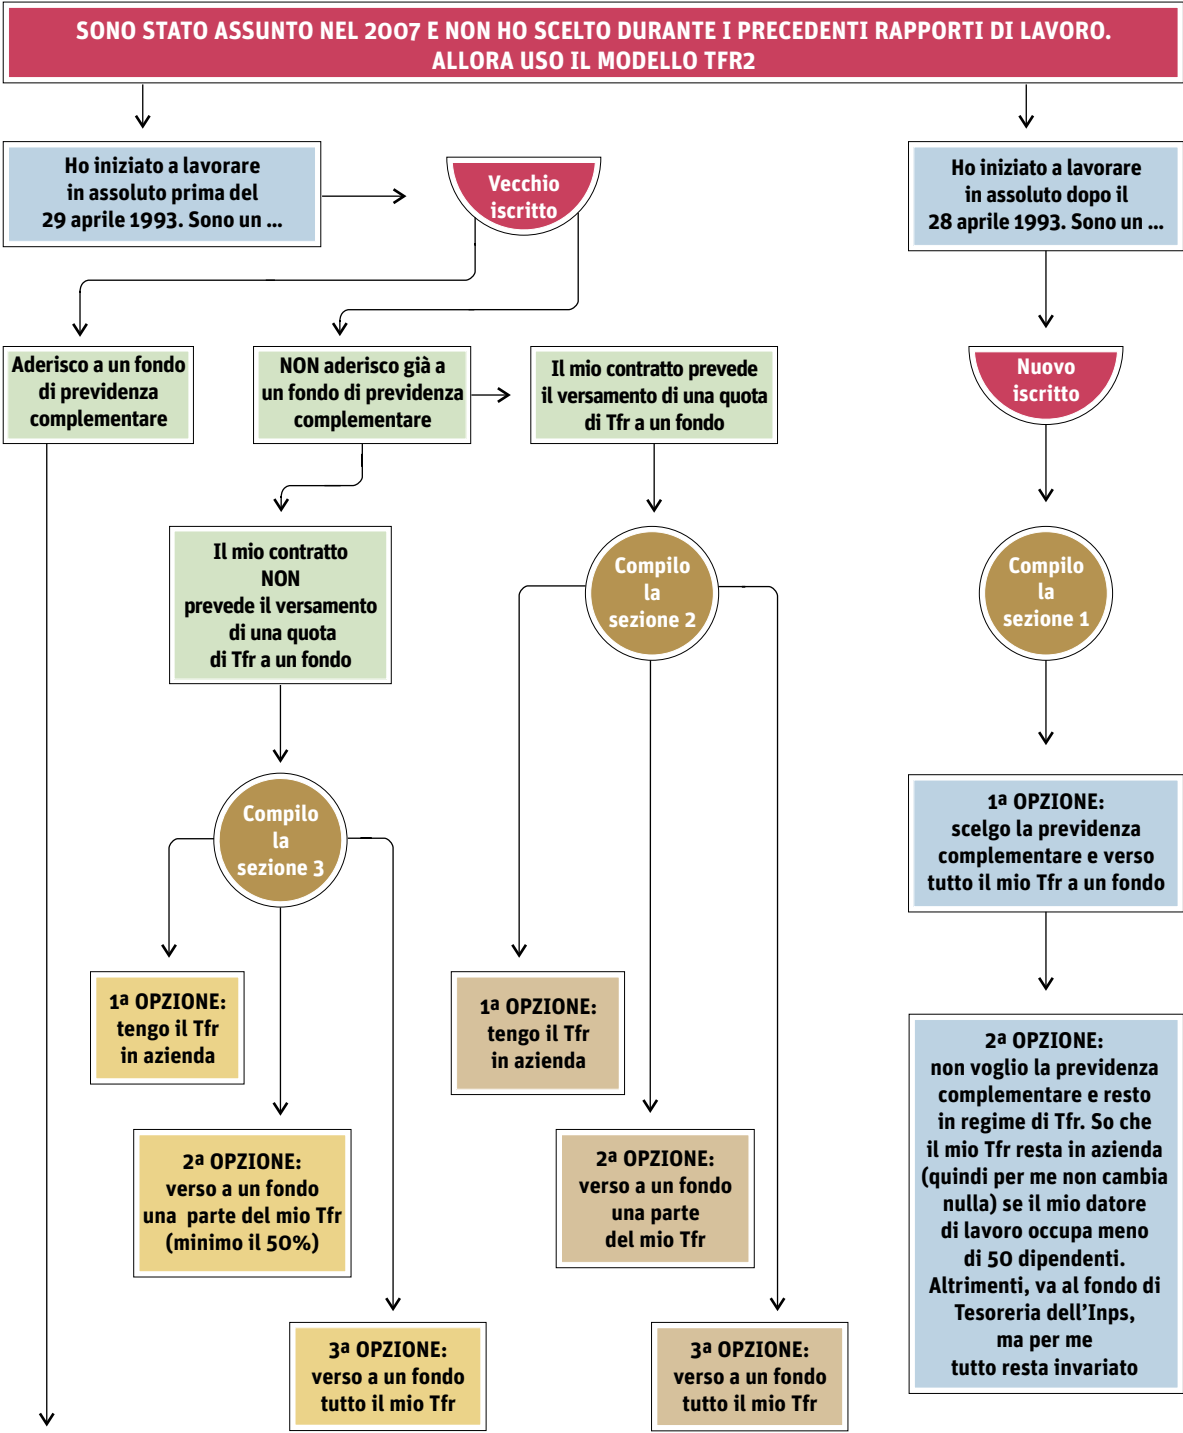 SONO STATO ASSUNTO NEL 2007 E NON HO SCELTO DURANTE I PRECEDENTI RAPPORTI DI LAVORO.
ALLORA USO IL MODELLO TFR2
Ho iniziato a lavorare
in assoluto prima del
29 aprile 1993. Sono un ...
Vecchio
iscritto
Ho iniziato a lavorare
in assoluto dopo il
28 aprile 1993. Sono un ...
Aderisco a un fondo
di previdenza
complementare
NON aderisco già a
un fondo di previdenza
complementare
Il mio contratto prevede
il versamento di una quota
di Tfr a un fondo
Nuovo
iscritto
Il mio contratto
NON
prevede il versamento
di una quota
di Tfr a un fondo
Compilo
la
sezione 2
Compilo
la
sezione 1
Compilo
la
sezione 3
1ª OPZIONE:
scelgo la previdenza
complementare e verso
tutto il mio Tfr a un fondo
1ª OPZIONE:
tengo il Tfr
in azienda
1ª OPZIONE:
tengo il Tfr
in azienda
2ª OPZIONE:
non voglio la previdenza
complementare e resto
in regime di Tfr. So che
il mio Tfr resta in azienda
(quindi per me non cambia
nulla) se il mio datore
di lavoro occupa meno
di 50 dipendenti.
Altrimenti, va al fondo di
Tesoreria dell'Inps,
ma per me
tutto resta invariato
2ª OPZIONE:
verso a un fondo
una parte del mio Tfr
(minimo il 50%)
2ª OPZIONE:
verso a un fondo
una parte
del mio Tfr
3ª OPZIONE:
verso a un fondo
tutto il mio Tfr
3ª OPZIONE:
verso a un fondo
tutto il mio Tfr